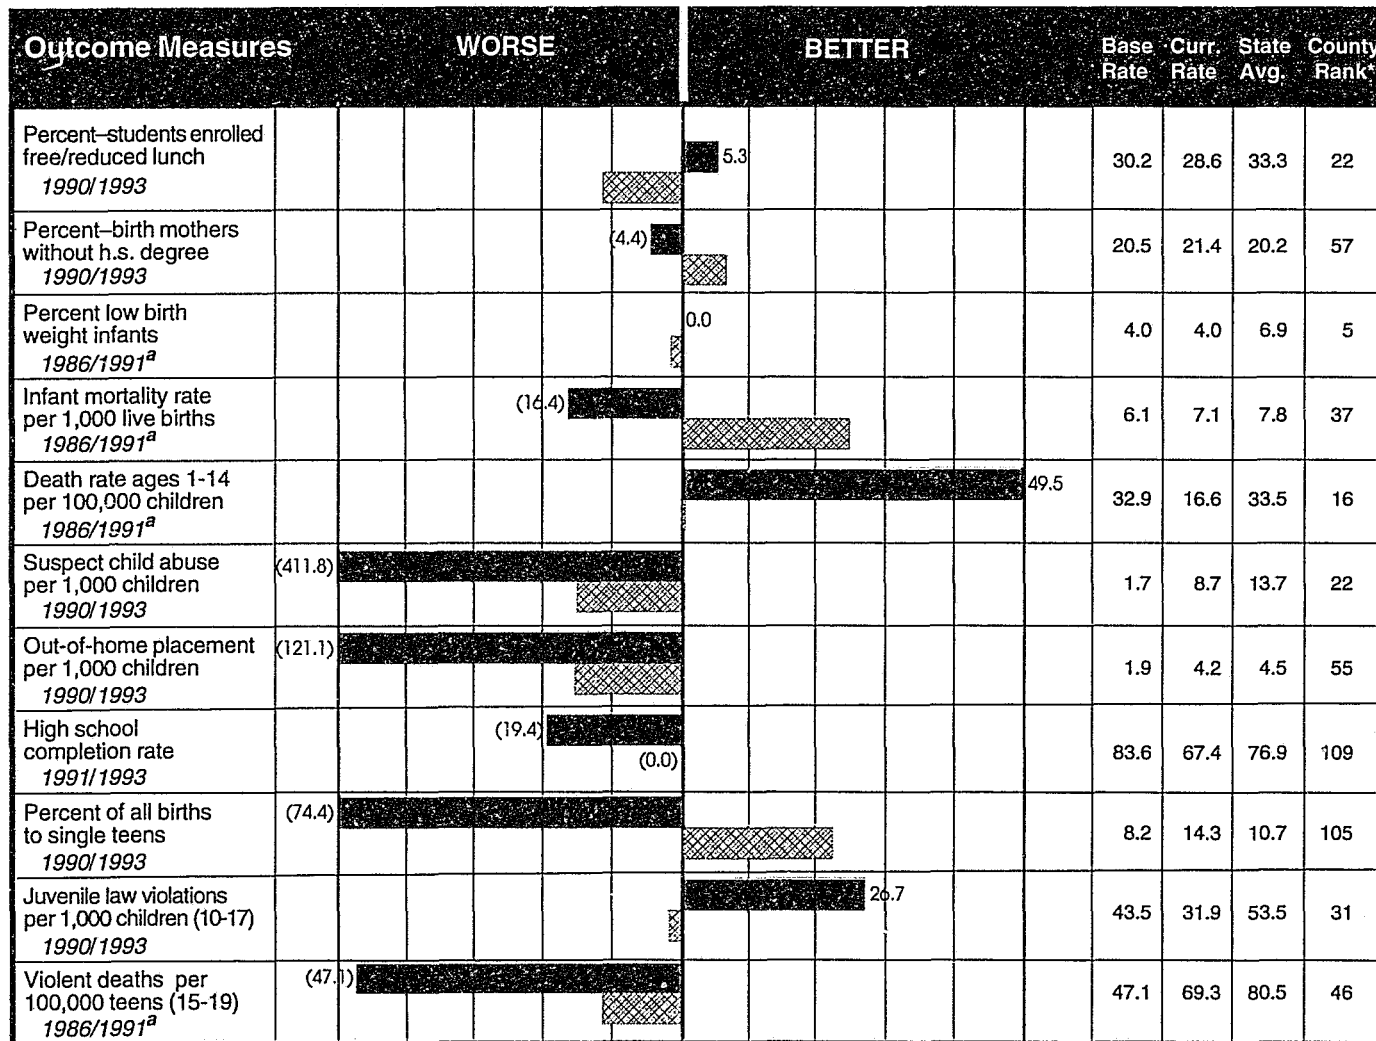 Outcome Measures WORSE BETTER Base Curr. State County
Rate Rate Avg. Rank*
Percent–students enrolled
free/reduced lunch 5.3 30.2 28.6 33.3 22
1990/1993
Percent–birth mothers
without h.s. degree (4.4) 20.5 21.4 20.2 57
1990/1993
Percent low birth
weight infants 0.0 4.0 4.0 6.9 5
1986/1991a
Infant mortality rate
per 1,000 live births (16.4) 6.1 7.1 7.8 37
1986/1991a
Death rate ages 1-14
per 100,000 children 49.5 32.9 16.6 33.5 16
1986/1991a
Suspect child abuse
per 1,000 children (411.8) 1.7 8.7 13.7 22
1990/1993
Out-of-home placement
per 1,000 children (121.1) 1.9 4.2 4.5 55
1990/1993
High school (19.4)
completion rate (0.0) 83.6 67.4 76.9 109
1991/1993
Percent of all births (74.4)
to single teens 8.2 14.3 10.7 105
1990/1993
Juvenile law violations 26.7
per 1,000 children (10-17) 43.5 31.9 53.5 31
1990/1993
Violent deaths per (47.1)
100,000 teens (15-19) 47.1 69.3 80.5 46
1986/1991a